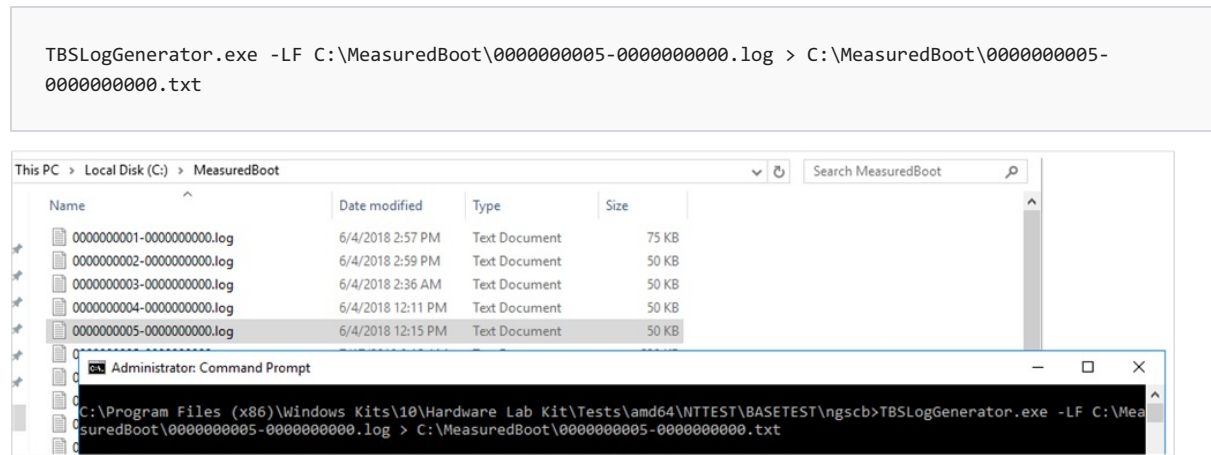 TBSLogGenerator.exe -LF C:\MeasuredBoot\0000000005-0000000000.log > C:\MeasuredBoot\0000000005-
0000000000.txt
This PC > Local Disk (C:) > MeasuredBoot Search MeasuredBoot
Name Date modified Type Size
0000000001-0000000000.log 6/4/2018 2:57 PM Text Document 75 KB
0000000002-0000000000.log 6/4/2018 2:59 PM Text Document 50 KB
0000000003-0000000000.log 6/4/2018 2:36 AM Text Document 50 KB
0000000004-0000000000.log 6/4/2018 12:11 PM Text Document 50 KB
0000000005-0000000000.log 6/4/2018 12:15 PM Text Document 50 KB
Administrator: Command Prompt
C:\Program Files (x86)\Windows Kits\10\Hardware Lab Kit\Tests\amd64\NTTEST\BASETEST\ngscb>TBSLogGenerator.exe -LF C:\Mea
suredBoot\0000000005-0000000000.log > C:\MeasuredBoot\0000000005-0000000000.txt